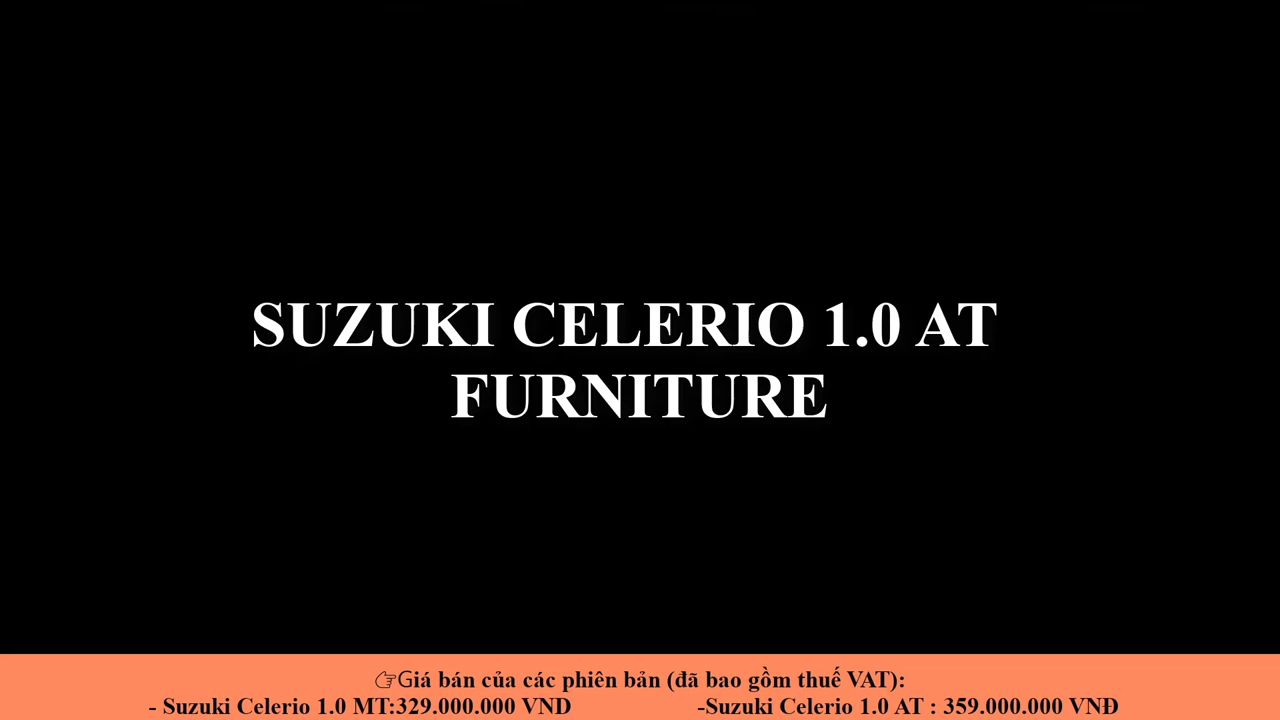 SUZUKI CELERIO 1.0 AT
FURNITURE
👉Giá bán của các phiên bản (đã bao gồm thuế VAT):
- Suzuki Celerio 1.0 MT:329.000.000 VND -Suzuki Celerio 1.0 AT : 359.000.000 VNĐ